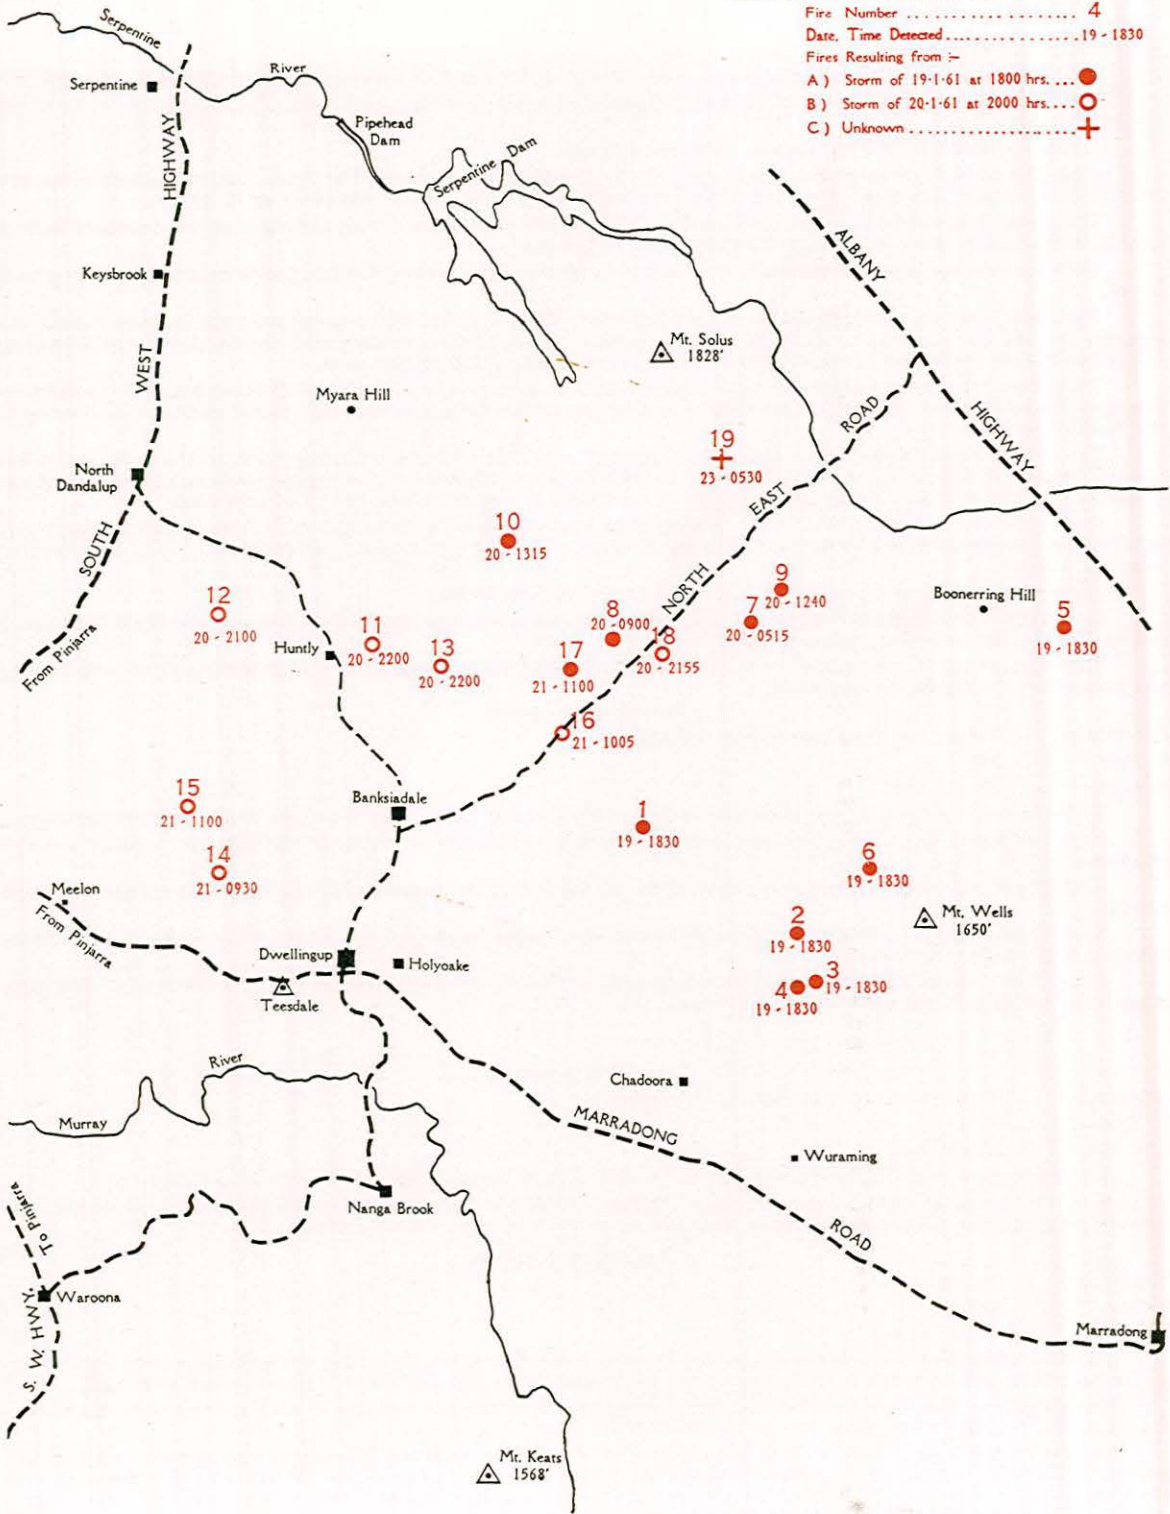 Fire Number .................... 4
Date, Time Detected .............. 19 - 1830
Fires Resulting from :-
A ) Storm of 19-1-61 at 1800 hrs. ...
B ) Storm of 20-1-61 at 2000 hrs. ...
C ) Unknown ....................
Serpentine
River
Serpentine
Pipehead
Dam
Serpentine Dam
HIGHWAY
ALBANY
Keysbrook
Mt. Solus
1828'
WEST
Myara Hill
ROAD
HIGHWAY
19
23 - 0530
North
Dandalup
EAST
10
20 - 1315
SOUTH
NORTH
9
20 - 1240
Boonerring Hill
12
20 - 2100
11
20 - 2200
8
20 - 0900
7
20 - 0515
5
19 - 1830
Huntly
13
20 - 2200
17
21 - 1100
18
20 - 2155
From Pinjarra
16
21 - 1005
15
21 - 1100
Banksiadale
1
19 - 1830
14
21 - 0930
6
19 - 1830
Meelon
From Pinjarra
2
19 - 1830
Mt. Wells
1650'
Dwellingup
Holyoake
Teesdale
3
19 - 1830
4
19 - 1830
River
Chadoora
Murray
MARRADONG
Wuraming
Nanga Brook
To Pinjarra
ROAD
Waroona
S. W. HWY.
Marradong
Mt. Keats
1568'